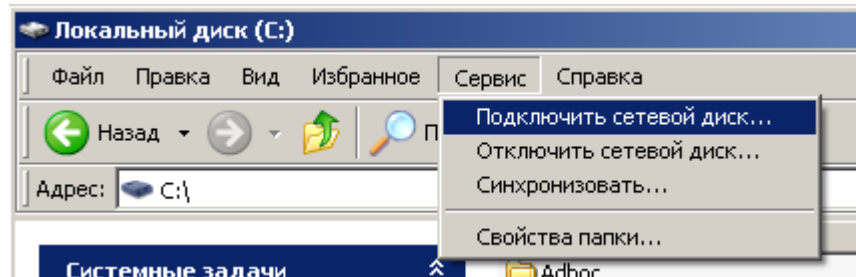 Локальный диск (C:)
Файл Правка Вид Избранное Сервис Справка
Подключить сетевой диск...
Назад
Отключить сетевой диск...
Адрес: C:\
Синхронизовать...
Свойства папки...
Системные задачи
Adhoc